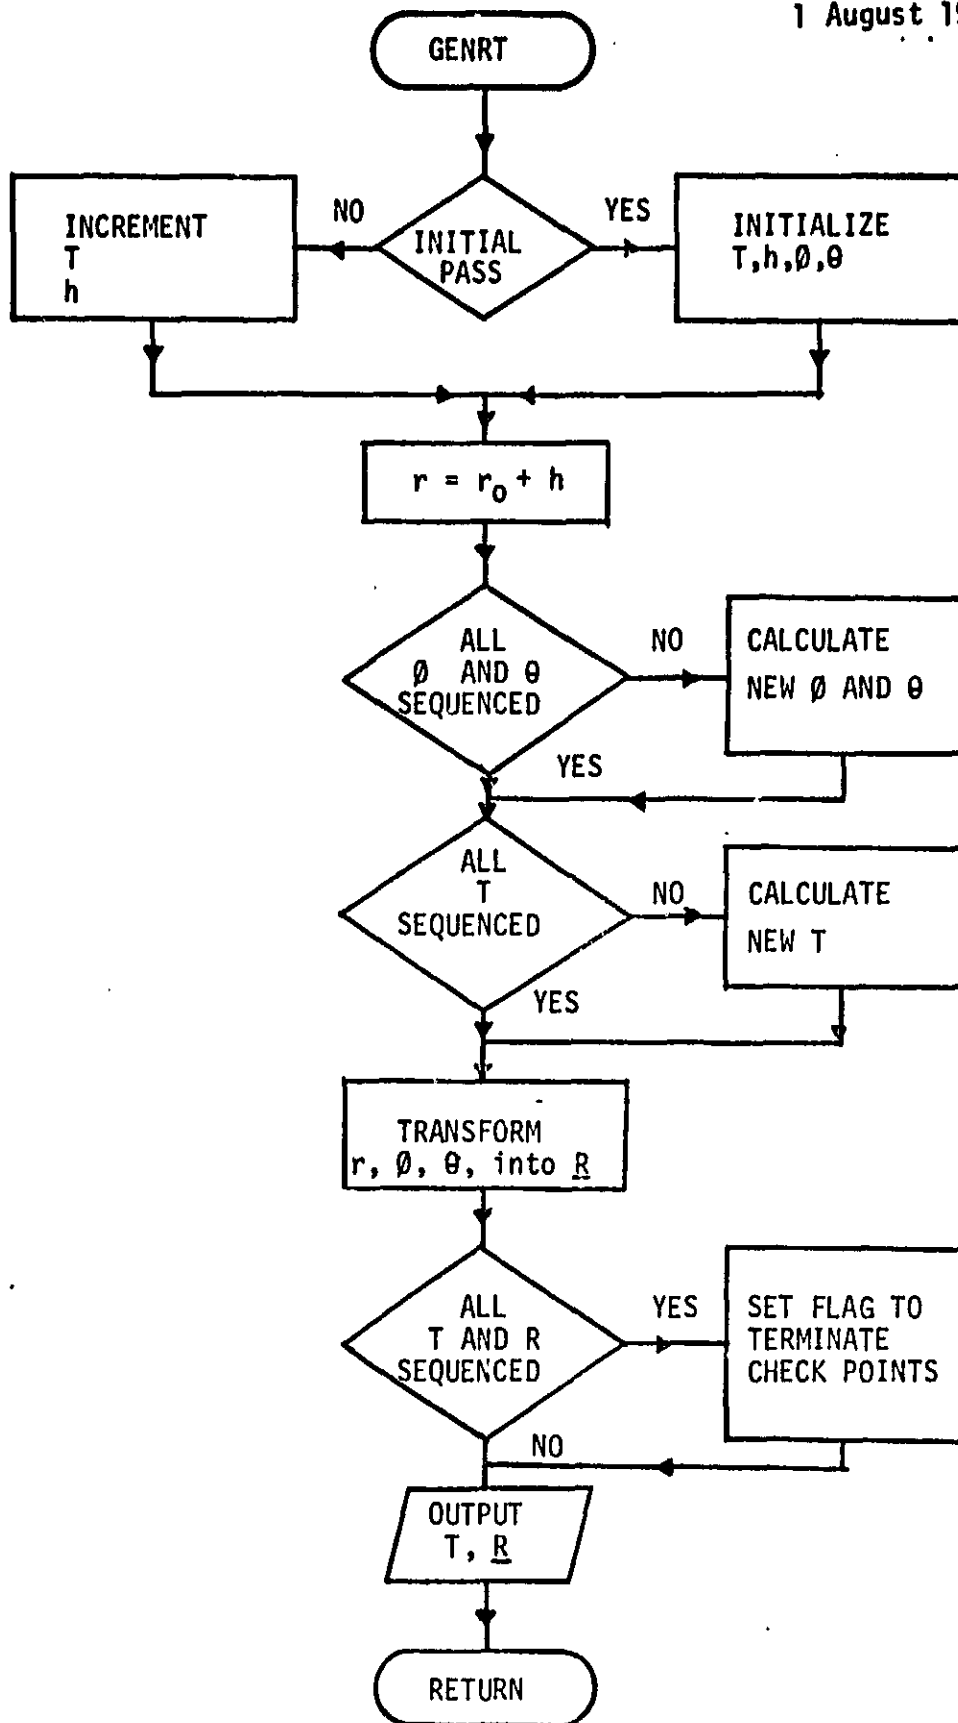 1 August 19
GENRT
NO
YES
INCREMENT
T
h
INITIAL
PASS
INITIALIZE
T,h,Ø,θ
r = r₀ + h
ALL
Ø AND θ
SEQUENCED
NO
CALCULATE
NEW Ø AND θ
YES
ALL
T
SEQUENCED
NO
CALCULATE
NEW T
YES
TRANSFORM
r, Ø, θ, into R
ALL
T AND R
SEQUENCED
YES
SET FLAG TO
TERMINATE
CHECK POINTS
NO
OUTPUT
T, R
RETURN